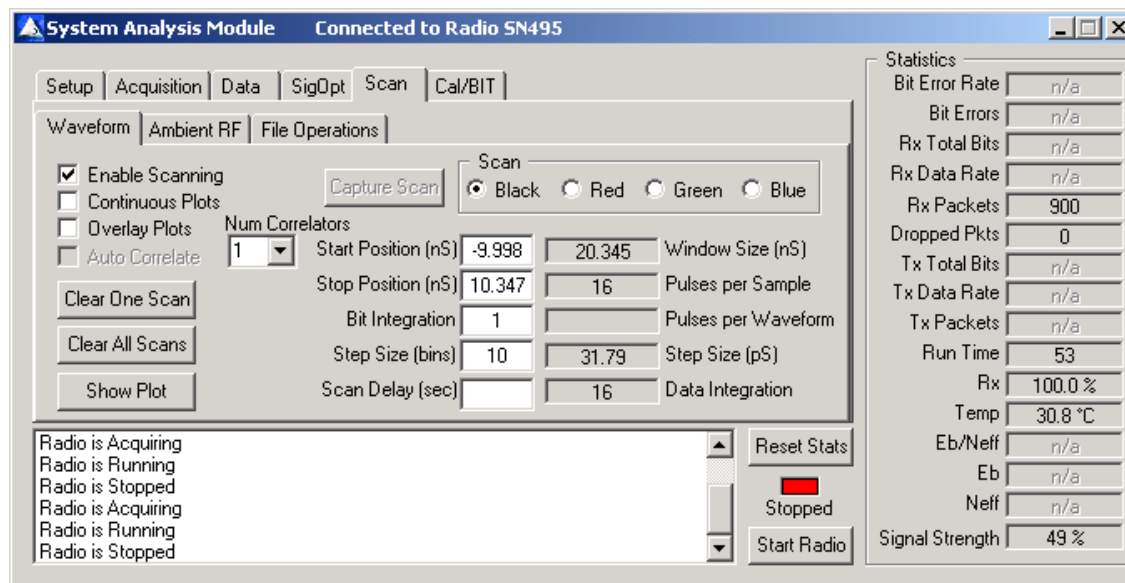 System Analysis Module Connected to Radio SN495
Setup Acquisition Data SigOpt Scan Cal/BIT
Waveform Ambient RF File Operations
Enable Scanning
Continuous Plots
Overlay Plots
Auto Correlate
Num Correlators
1
Capture Scan
Scan
Black Red Green Blue
Start Position (nS) -9.998 20.345 Window Size (nS)
Stop Position (nS) 10.347 16 Pulses per Sample
Bit Integration 1 Pulses per Waveform
Step Size (bins) 10 31.79 Step Size (pS)
Scan Delay (sec) 16 Data Integration
Clear One Scan
Clear All Scans
Show Plot
Radio is Acquiring
Radio is Running
Radio is Stopped
Radio is Acquiring
Radio is Running
Radio is Stopped
Reset Stats
Stopped
Start Radio
Statistics
Bit Error Rate n/a
Bit Errors n/a
Rx Total Bits n/a
Rx Data Rate n/a
Rx Packets 900
Dropped Pkts 0
Tx Total Bits n/a
Tx Data Rate n/a
Tx Packets n/a
Run Time 53
Rx 100.0 %
Temp 30.8 °C
Eb/Neff n/a
Eb n/a
Neff n/a
Signal Strength 49 %